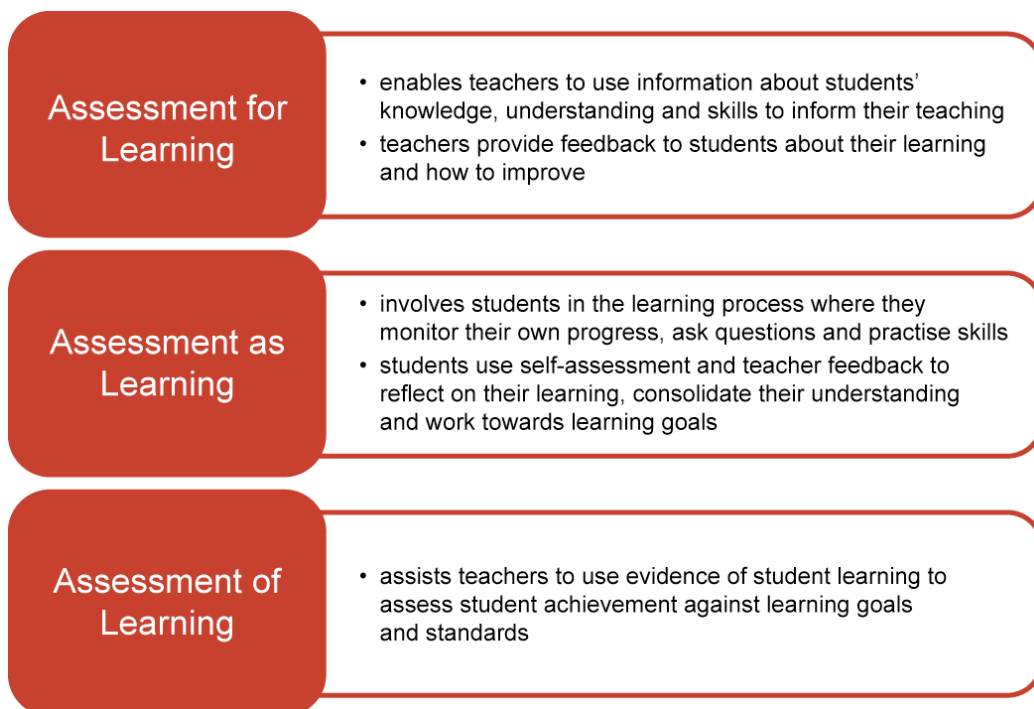 Assessment for
Learning
• enables teachers to use information about students’
knowledge, understanding and skills to inform their teaching
• teachers provide feedback to students about their learning
and how to improve
Assessment as
Learning
• involves students in the learning process where they
monitor their own progress, ask questions and practise skills
• students use self-assessment and teacher feedback to
reflect on their learning, consolidate their understanding
and work towards learning goals
Assessment of
Learning
• assists teachers to use evidence of student learning to
assess student achievement against learning goals
and standards